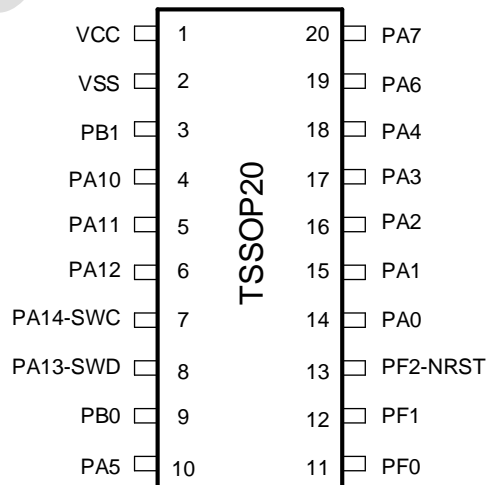 VCC 1 20 PA7
VSS 2 19 PA6
PB1 3 18 PA4
PA10 4 17 PA3
PA11 5 16 PA2
PA12 6 15 PA1
PA14-SWC 7 14 PA0
PA13-SWD 8 13 PF2-NRST
PB0 9 12 PF1
PA5 10 11 PF0
TSSOP20